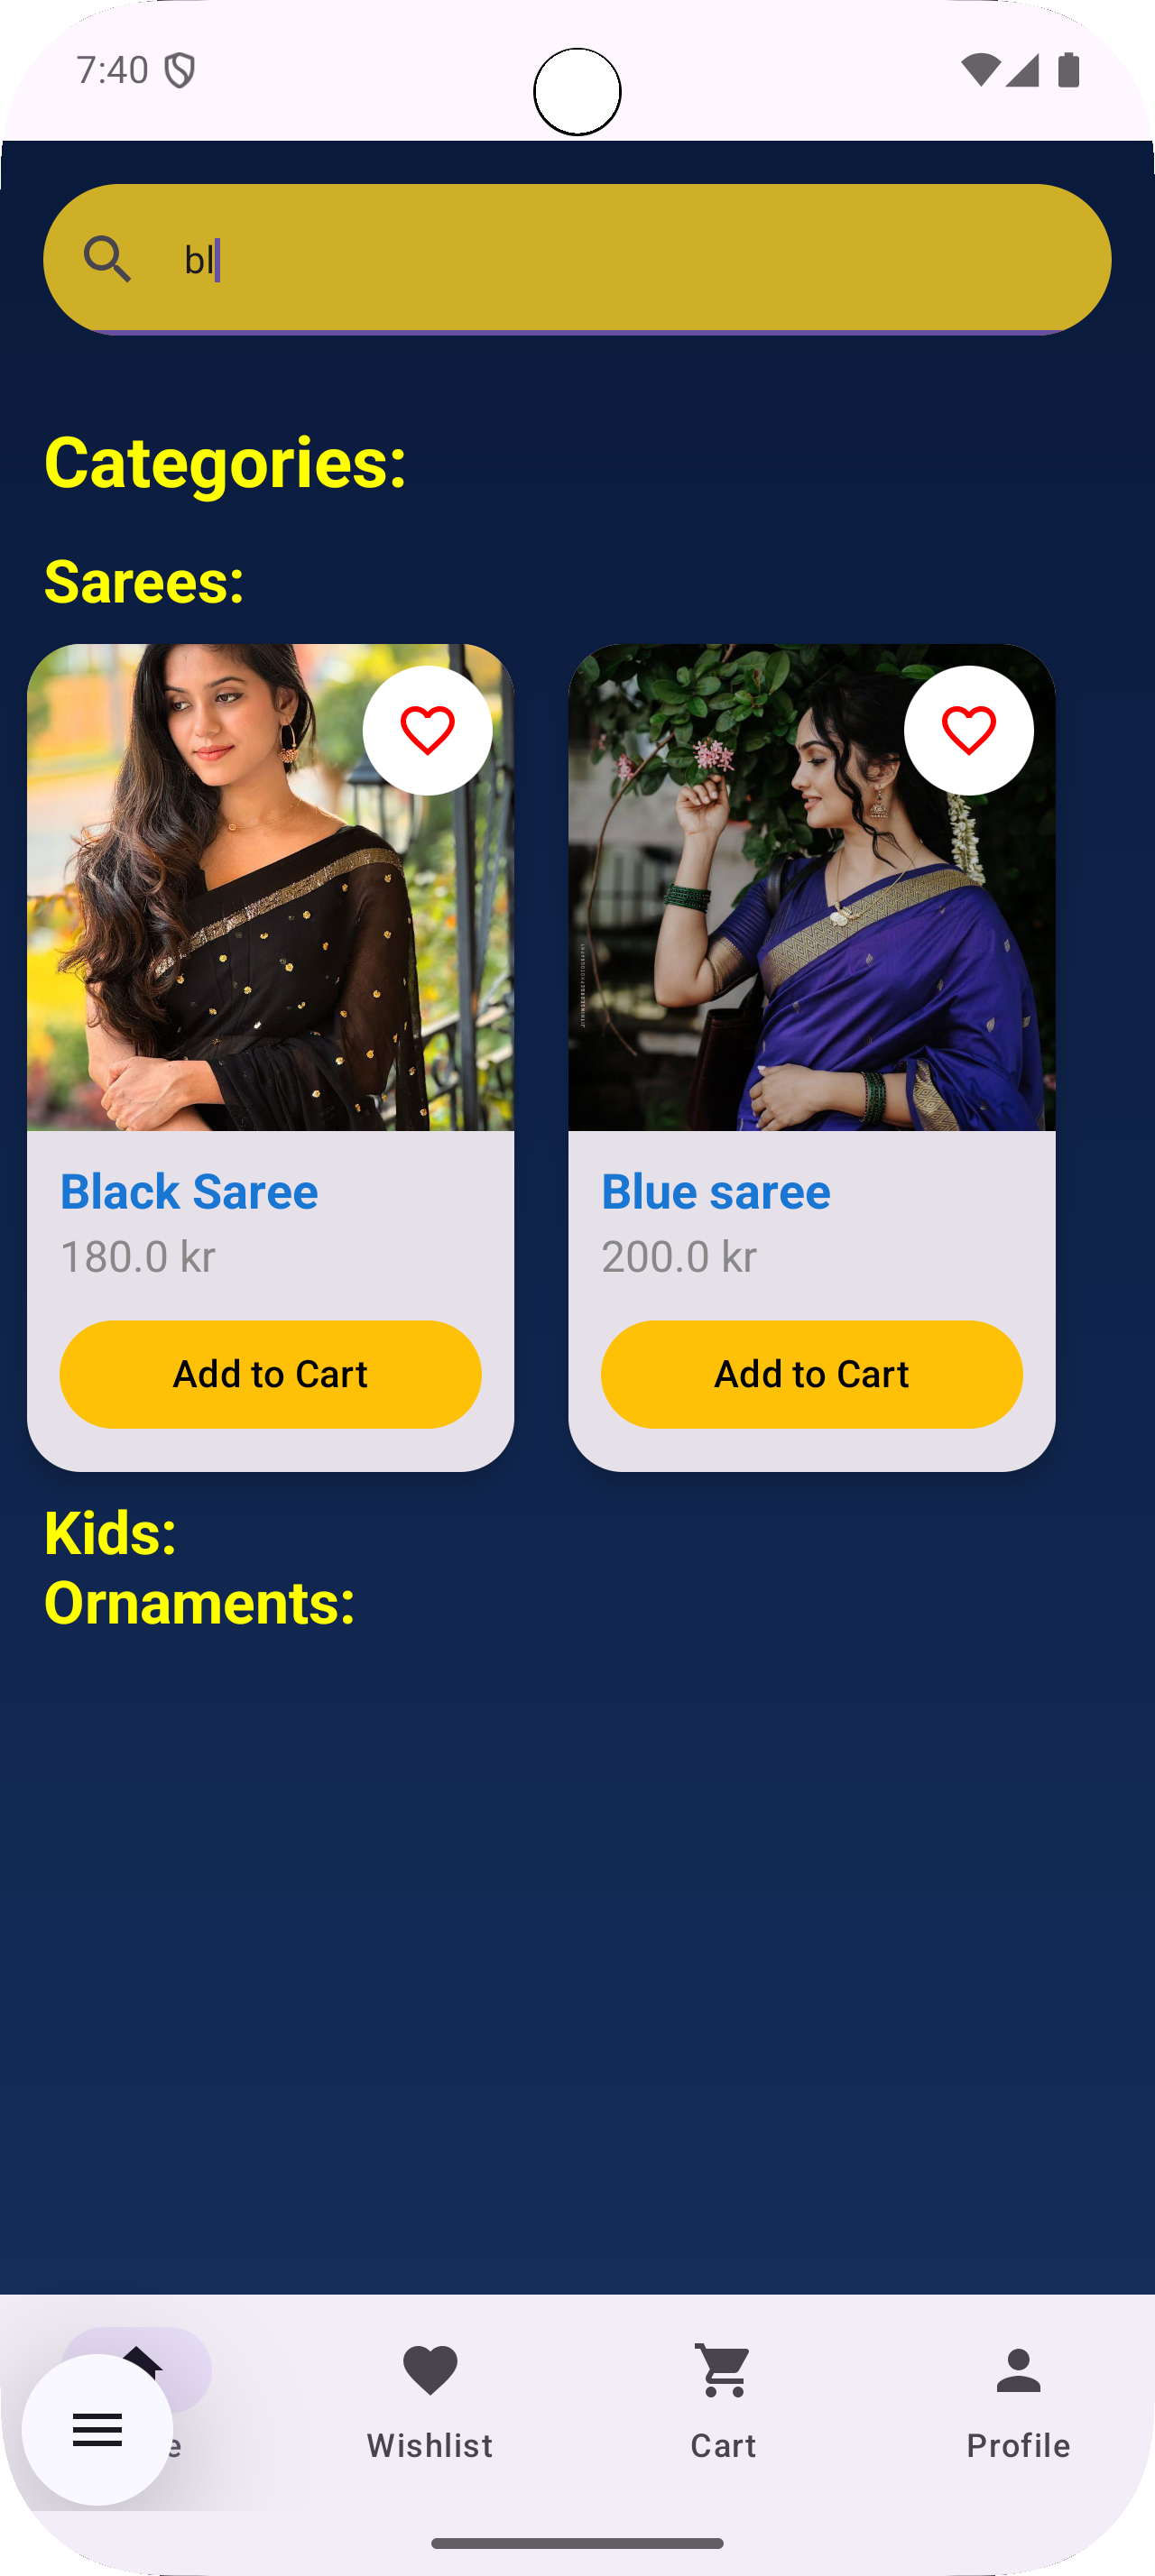 7:40
bl
Categories:
Sarees:
Black Saree
180.0 kr
Add to Cart
Blue saree
200.0 kr
Add to Cart
Kids:
Ornaments:
e
Wishlist
Cart
Profile